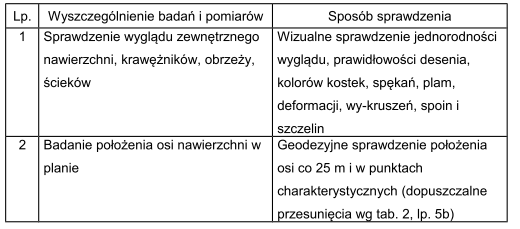 Lp. Wyszczególnienie badań i pomiarów Sposób sprawdzenia
1 Sprawdzenie wyglądu zewnętrznego Wizualne sprawdzenie jednorodności
nawierzchni, krawężników, obrzeży, wyglądu, prawidłowości desenia,
ścieków kolorów kostek, spękań, plam,
deformacji, wy-kruszeń, spoin i
szczelin
2 Badanie położenia osi nawierzchni w Geodezyjne sprawdzenie położenia
planie osi co 25 m i w punktach
charakterystycznych (dopuszczalne
przesunięcia wg tab. 2, lp. 5b)